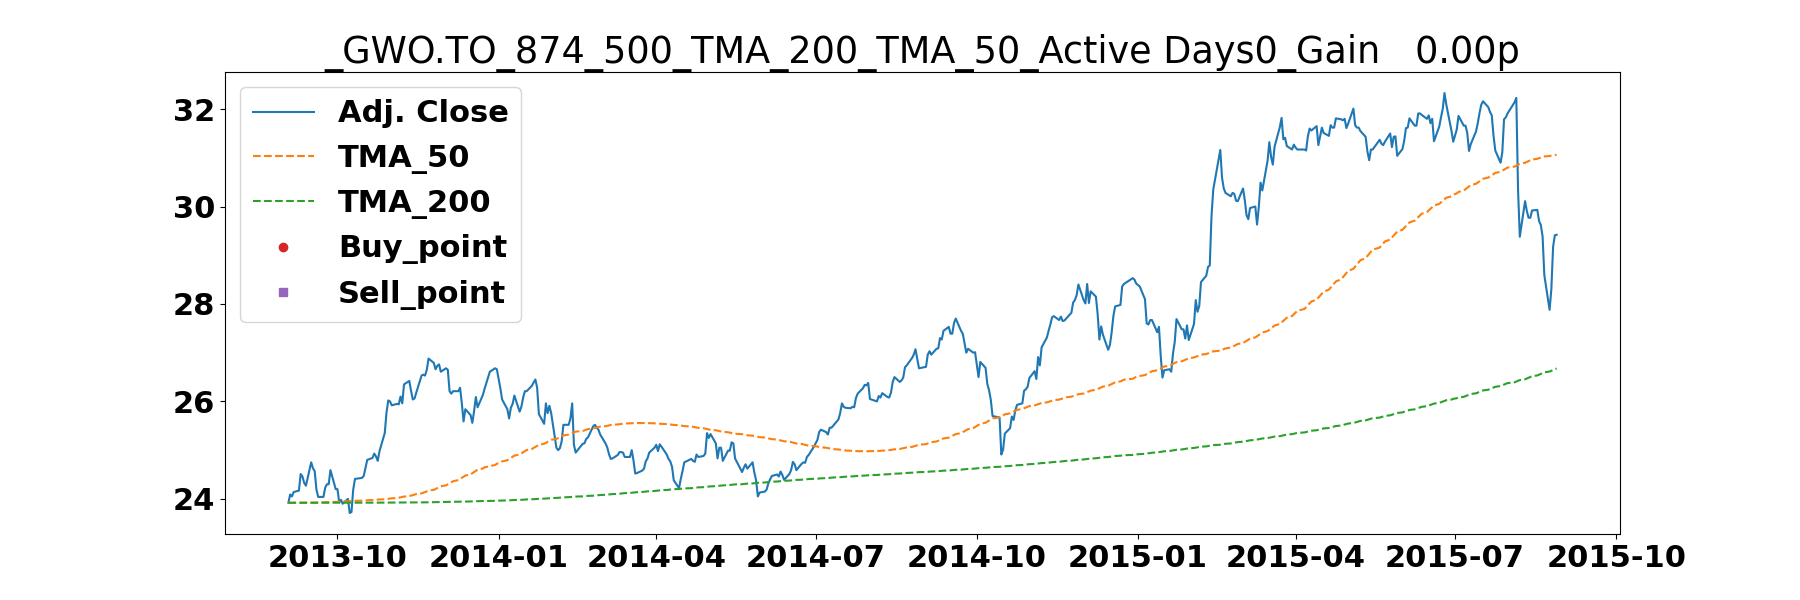 _GWO.TO_874_500_TMA_200_TMA_50_Active Days0_Gain   0.00p
Adj. Close
TMA_50
TMA_200
Buy_point
Sell_point
32
30
28
26
24
2013-10 2014-01 2014-04 2014-07 2014-10 2015-01 2015-04 2015-07 2015-10